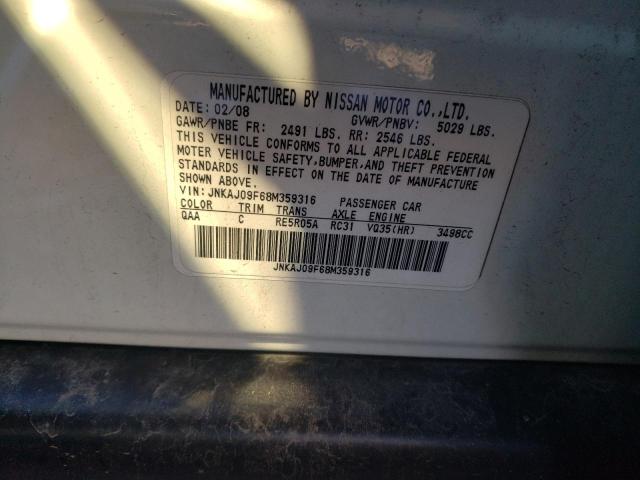 MANUFACTURED BY NISSAN MOTOR CO.,LTD.
DATE: 02/08 GVWR/PNBV: 5029 LBS.
GAWR/PNBE FR: 2491 LBS. RR: 2546 LBS.
THIS VEHICLE CONFORMS TO ALL APPLICABLE FEDERAL
MOTOR VEHICLE SAFETY,BUMPER,AND THEFT PREVENTION
STANDARDS IN EFFECT ON THE DATE OF MANUFACTURE
SHOWN ABOVE.
VIN: JNKAJ09F68M359316 PASSENGER CAR
COLOR TRIM TRANS AXLE ENGINE
QAA C RE5R05A RC31 VQ35(HR) 3498CC
JNKAJ09F68M359316